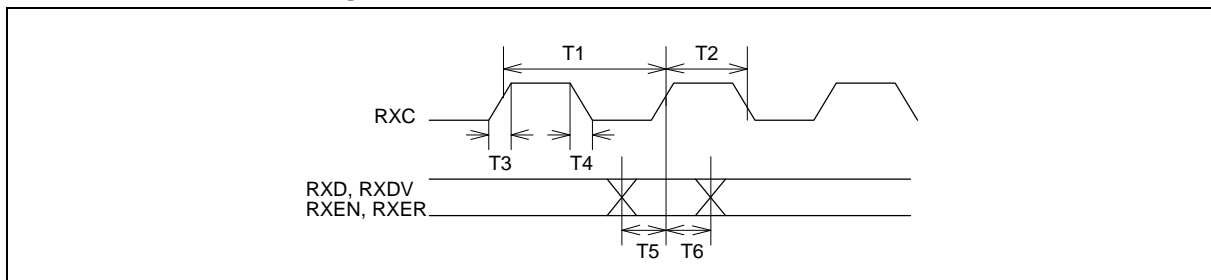 T1 T2
RXC
T3 T4
RXD, RXDV
RXEN, RXER
T5 T6